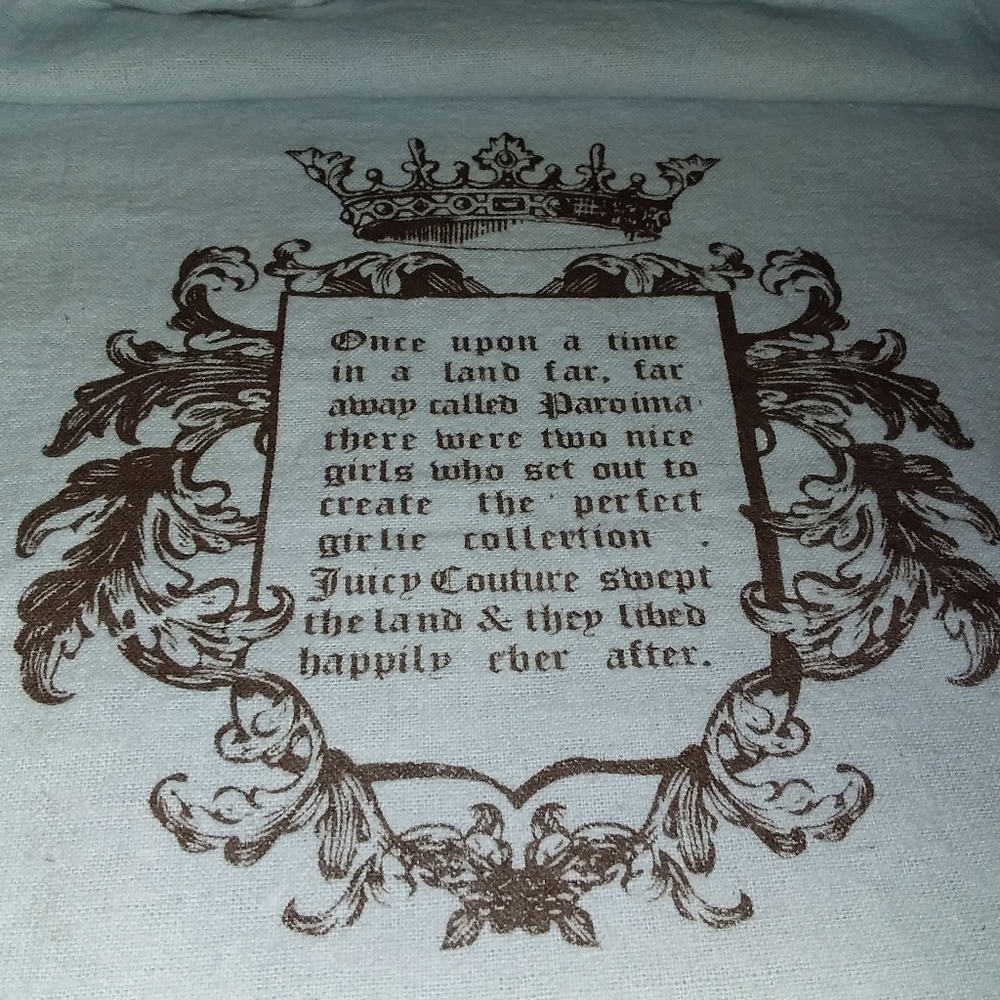 Once upon a time
in a land far, far
away called Paroima
there were two nice
girls who set out to
create the perfect
girlie collection .
Juicy Couture swept
the land & they lived
happily ever after.